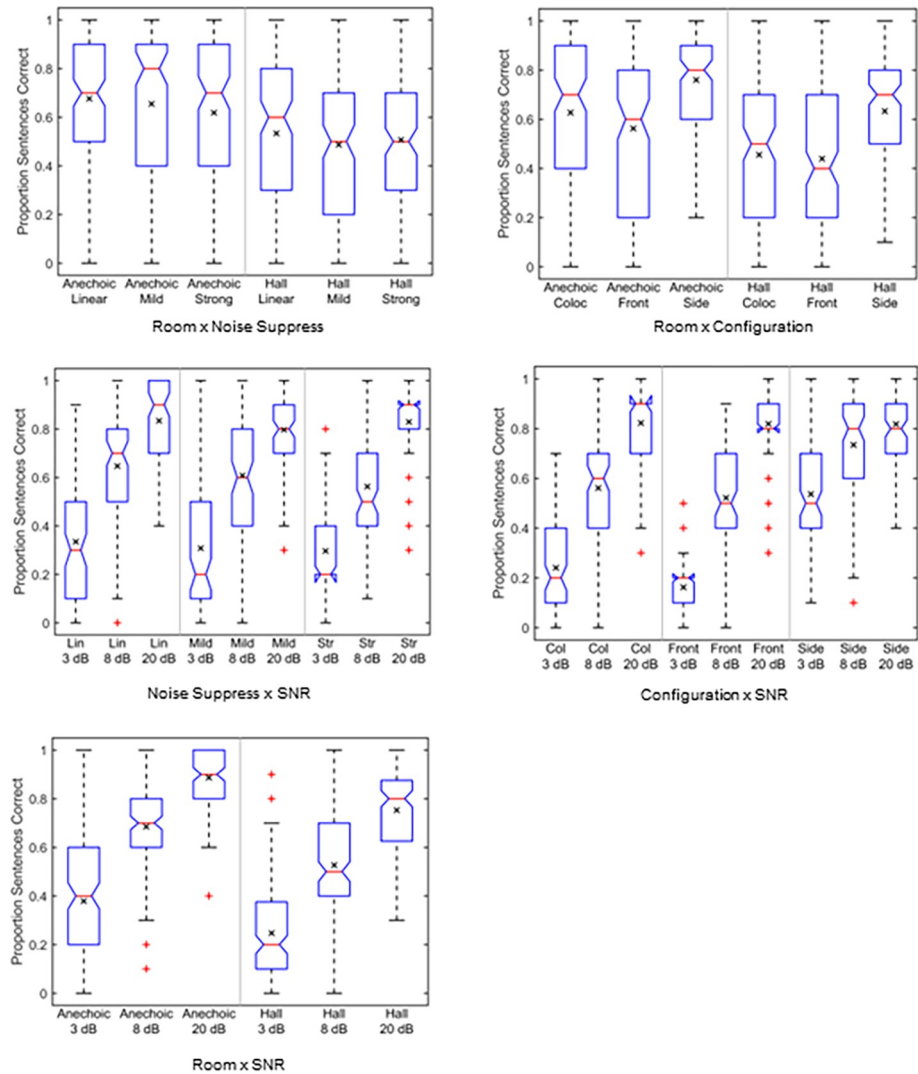 Proportion Sentences Correct
1
0.8
0.6
0.4
0.2
0
Anechoic Anechoic Anechoic Hall Hall Hall
Linear Mild Strong Linear Mild Strong
Room x Noise Suppress
Proportion Sentences Correct
1
0.8
0.6
0.4
0.2
0
Anechoic Anechoic Anechoic Hall Hall Hall
Coloc Front Side Coloc Front Side
Room x Configuration
Proportion Sentences Correct
1
0.8
0.6
0.4
0.2
0
Lin Lin Lin Mild Mild Mild Str Str Str
3 dB 8 dB 20 dB 3 dB 8 dB 20 dB 3 dB 8 dB 20 dB
Noise Suppress x SNR
Proportion Sentences Correct
1
0.8
0.6
0.4
0.2
0
Col Col Col Front Front Front Side Side Side
3 dB 8 dB 20 dB 3 dB 8 dB 20 dB 3 dB 8 dB 20 dB
Configuration x SNR
Proportion Sentences Correct
1
0.8
0.6
0.4
0.2
0
Anechoic Anechoic Anechoic Hall Hall Hall
3 dB 8 dB 20 dB 3 dB 8 dB 20 dB
Room x SNR